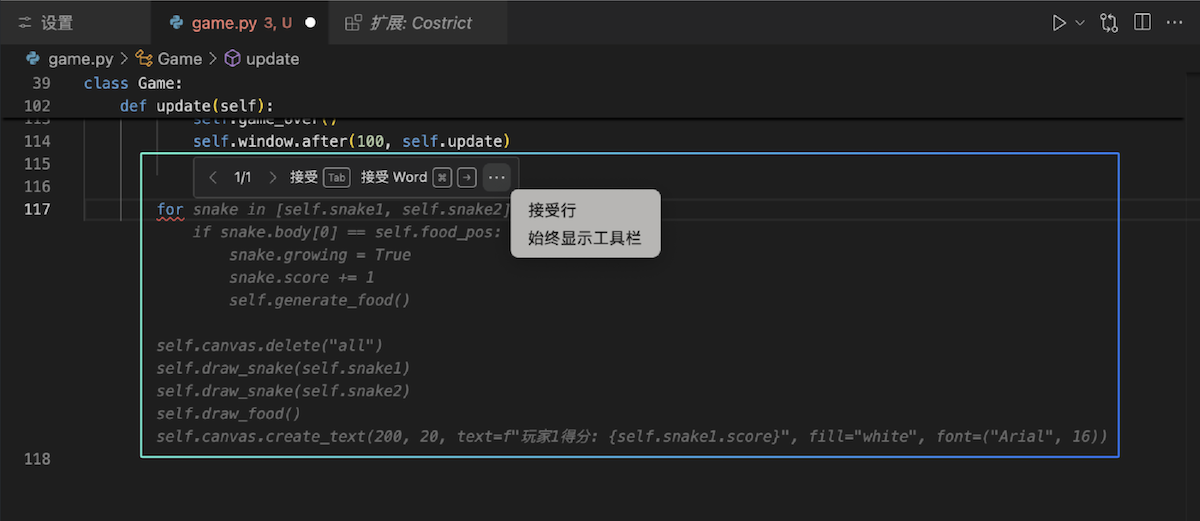 设置
game.py 3, U
扩展: Costrict
game.py > Game > update
39 class Game:
102 def update(self):
113 self.game_over()
114 self.window.after(100, self.update)
115
1/1 接受 Tab 接受 Word ⌘ → ...
116
117 for snake in [self.snake1, self.snake2]
接受行
if snake.body[0] == self.food_pos:
始终显示工具栏
snake.growing = True
snake.score += 1
self.generate_food()
self.canvas.delete("all")
self.draw_snake(self.snake1)
self.draw_snake(self.snake2)
self.draw_food()
self.canvas.create_text(200, 20, text=f"玩家1得分: {self.snake1.score}", fill="white", font=("Arial", 16))
118